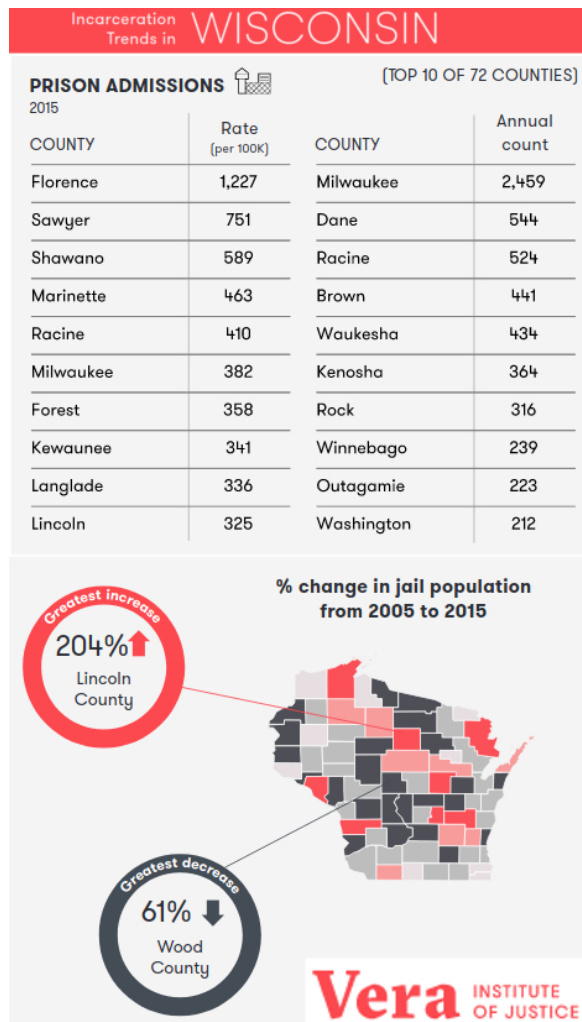 Incarceration
Trends in WISCONSIN
PRISON ADMISSIONS
(TOP 10 OF 72 COUNTIES)
2015
COUNTY Rate (per 100K)
Florence 1,227
Sawyer 751
Shawano 589
Marinette 463
Racine 410
Milwaukee 382
Forest 358
Kewaunee 341
Langlade 336
Lincoln 325
COUNTY Annual count
Milwaukee 2,459
Dane 544
Racine 524
Brown 441
Waukesha 434
Kenosha 364
Rock 316
Winnebago 239
Outagamie 223
Washington 212
% change in jail population
from 2005 to 2015
Greatest increase
204%
Lincoln
County
Greatest decrease
61%
Wood
County
Vera INSTITUTE
OF JUSTICE